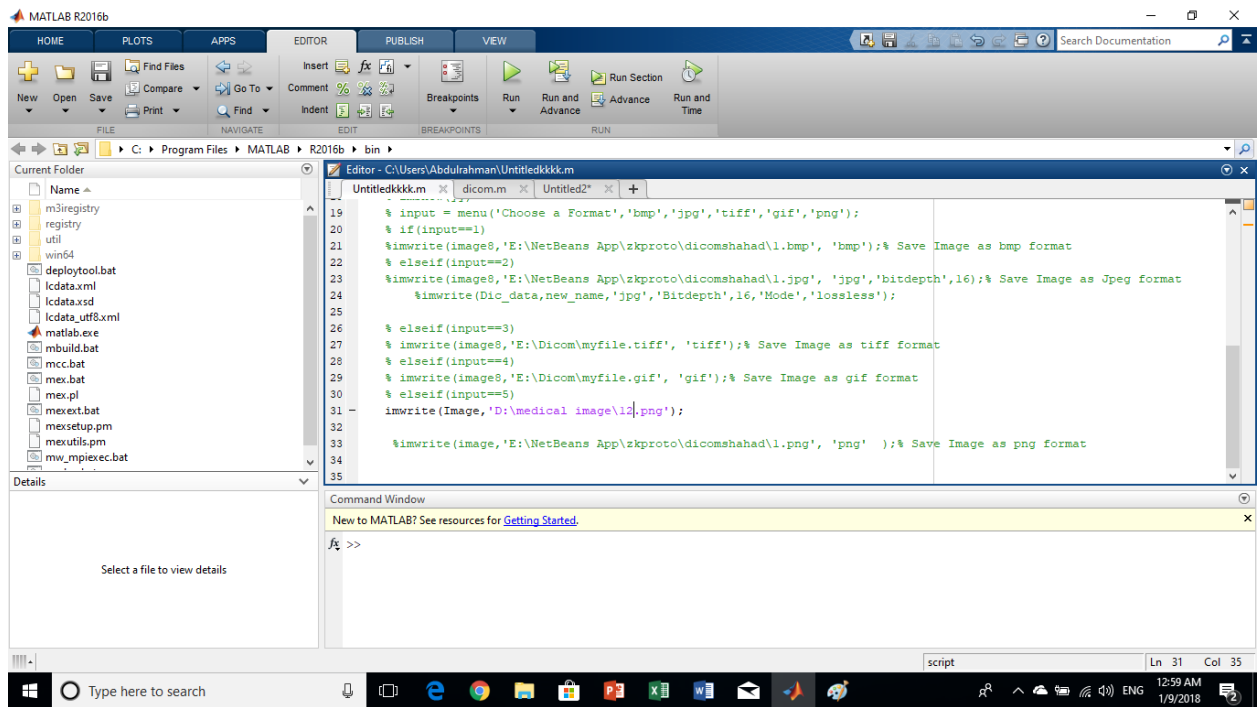 MATLAB R2016b
HOME PLOTS APPS EDITOR PUBLISH VIEW
Search Documentation
New Open Save
Find Files
Compare
Print
FILE
Go To
Find
NAVIGATE
Insert fx
Comment
Indent
EDIT
Breakpoints
BREAKPOINTS
Run
Run and Advance
Run Section
Advance
Run and Time
RUN
C: Program Files MATLAB R2016b bin
Current Folder
Name
m3iregistry
registry
util
win64
deploytool.bat
lcdata.xml
lcdata.xsd
lcdata_utf8.xml
matlab.exe
mbuild.bat
mcc.bat
mex.bat
mex.pl
mexext.bat
mexsetup.pm
mexutils.pm
mw_mpiexec.bat
Details
Select a file to view details
Editor - C:\Users\Abdulrahman\Untitledkkkk.m
Untitledkkkk.m dicom.m Untitled2* +
19 % input = menu('Choose a Format','bmp','jpg','tiff','gif','png');
20 % if(input==1)
21 %imwrite(image8,'E:\NetBeans App\zkproto\dicomshahad\1.bmp', 'bmp');% Save Image as bmp format
22 % elseif(input==2)
23 %imwrite(image8,'E:\NetBeans App\zkproto\dicomshahad\1.jpg', 'jpg','bitdepth',16);% Save Image as Jpeg format
24 %imwrite(Dic_data,new_name,'jpg','Bitdepth',16,'Mode','lossless');
25
26 % elseif(input==3)
27 % imwrite(image8,'E:\Dicom\myfile.tiff', 'tiff');% Save Image as tiff format
28 % elseif(input==4)
29 % imwrite(image8,'E:\Dicom\myfile.gif', 'gif');% Save Image as gif format
30 % elseif(input==5)
31 – imwrite(Image,'D:\medical image\12.png');
32
33 %imwrite(image,'E:\NetBeans App\zkproto\dicomshahad\1.png', 'png' );% Save Image as png format
34
35
Command Window
New to MATLAB? See resources for Getting Started.
fx >>
script Ln 31 Col 35
Type here to search
ENG
12:59 AM
1/9/2018
2